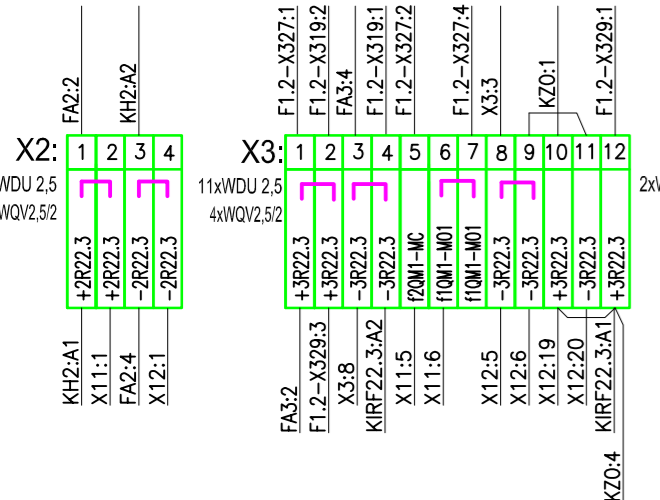 FA2:2
KH2:A2
F1.2-X327:1
F1.2-X319:2
FA3:4
F1.2-X319:1
F1.2-X327:2
F1.2-X327:4
X3:3
KZ0:1
F1.2-X329:1
X2: 1 2 3 4
X3: 1 2 3 4 5 6 7 8 9 10 11 12
WDU 2,5
WQV2,5/2
11xWDU 2,5
4xWQV2,5/2
2xW
+2R22.3
+2R22.3
-2R22.3
-2R22.3
+3R22.3
+3R22.3
-3R22.3
-3R22.3
f2QM1-MC
f1QM1-M01
f1QM1-M01
-3R22.3
-3R22.3
+3R22.3
-3R22.3
+3R22.3
KH2:A1
X11:1
FA2:4
X12:1
FA3:2
F1.2-X329:3
X3:8
KIRF22.3:A2
X11:5
X11:6
X12:5
X12:6
X12:19
X12:20
KIRF22.3:A1
KZ0:4